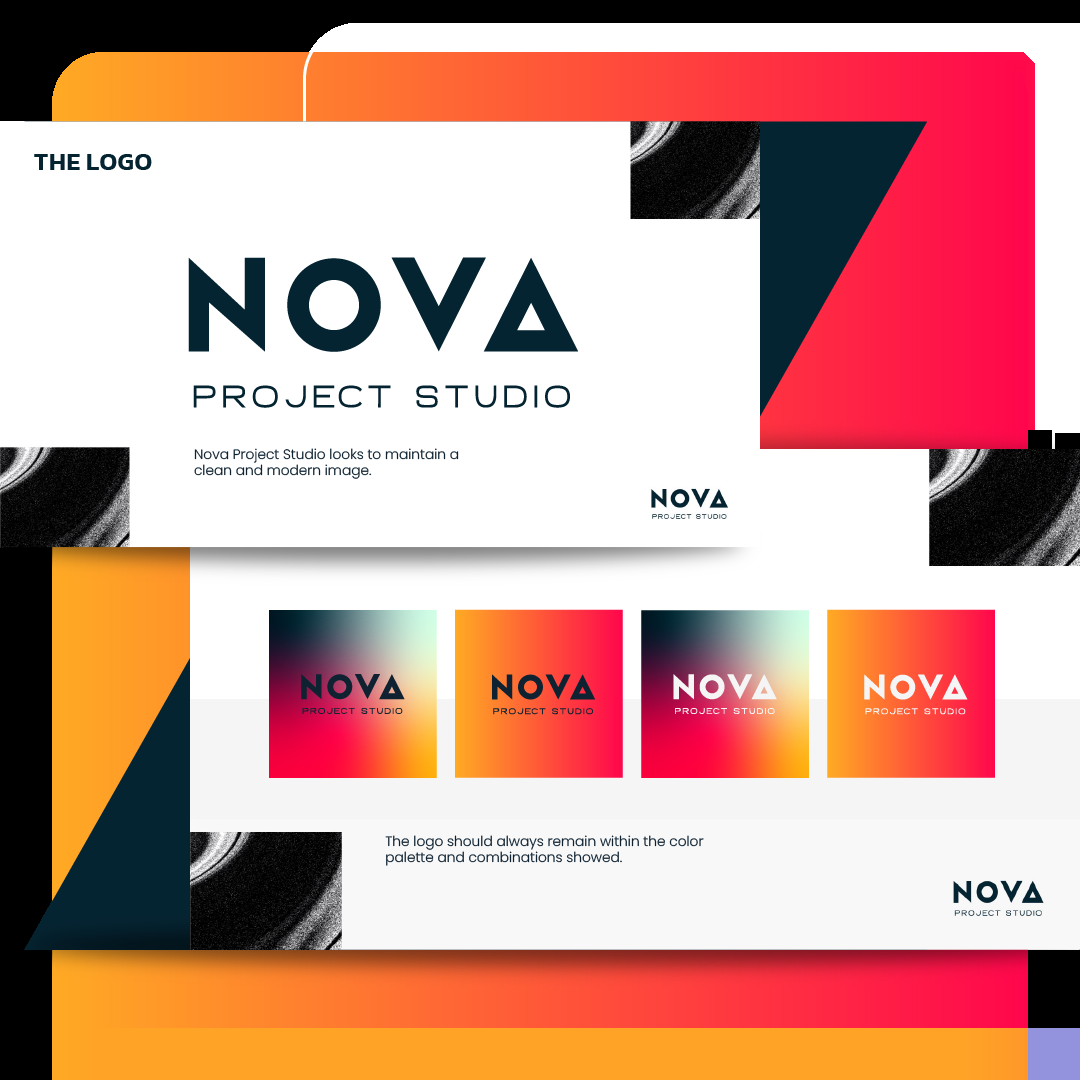 THE LOGO
NOVA
PROJECT STUDIO
Nova Project Studio looks to maintain a
clean and modern image.
NOVA
PROJECT STUDIO
NOVA
PROJECT STUDIO
NOVA
PROJECT STUDIO
NOVA
PROJECT STUDIO
NOVA
PROJECT STUDIO
The logo should always remain within the color
palette and combinations showed.
NOVA
PROJECT STUDIO